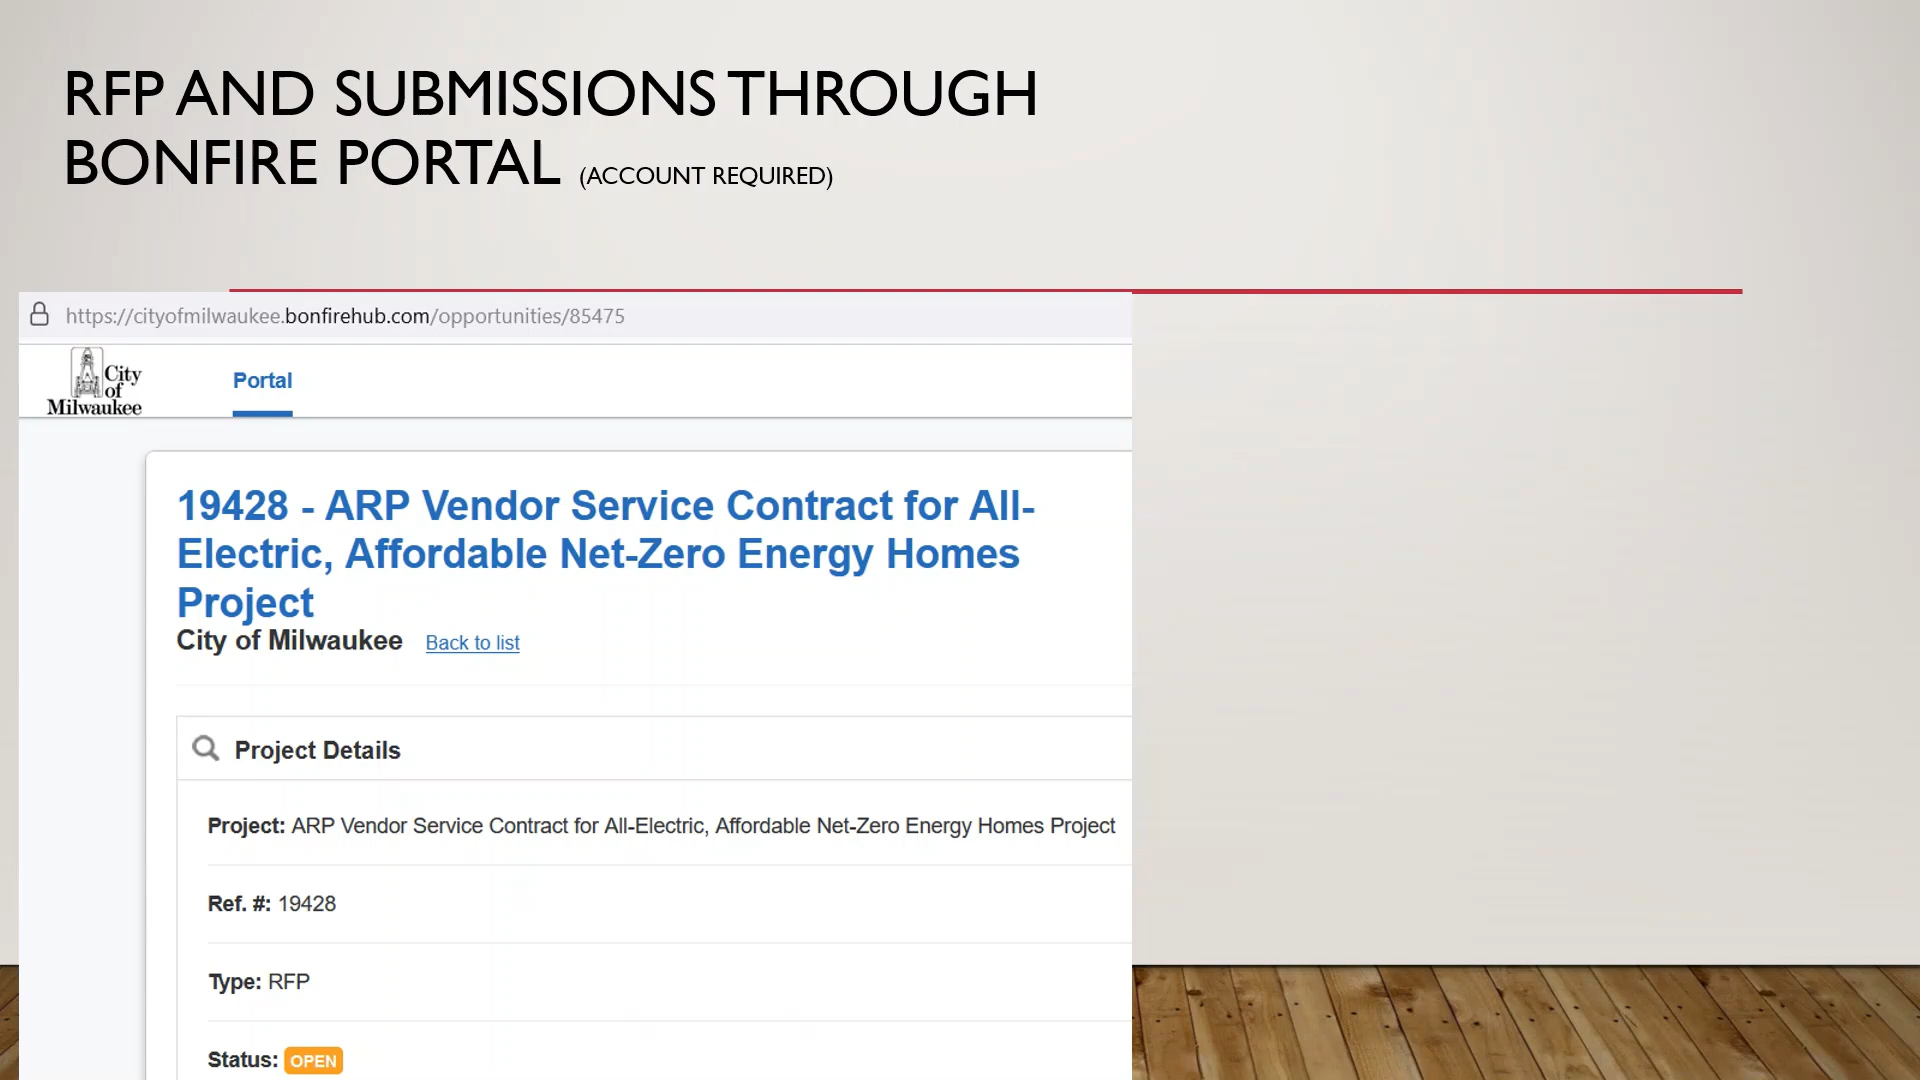 RFP AND SUBMISSIONS THROUGH
BONFIRE PORTAL (ACCOUNT REQUIRED)
https://cityofmilwaukee.bonfirehub.com/opportunities/85475
City
of
Milwaukee
Portal
19428 - ARP Vendor Service Contract for All-
Electric, Affordable Net-Zero Energy Homes
Project
City of Milwaukee Back to list
Project Details
Project: ARP Vendor Service Contract for All-Electric, Affordable Net-Zero Energy Homes Project
Ref. #: 19428
Type: RFP
Status: OPEN